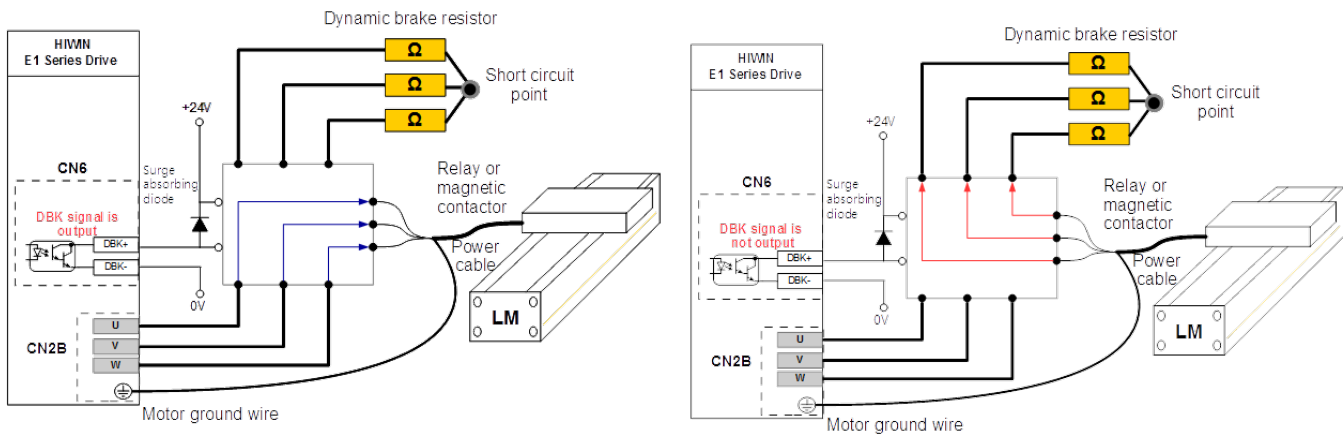 Dynamic brake resistor
HIWIN
E1 Series Drive
Ω
Ω
Ω
Short circuit
point
+24V
CN6
Surge
absorbing
diode
Relay or
magnetic
contactor
DBK signal is
output
DBK+
DBK-
Power
cable
0V
LM
CN2B
U
V
W
Motor ground wire
Dynamic brake resistor
HIWIN
E1 Series Drive
Ω
Ω
Ω
Short circuit
point
+24V
CN6
Surge
absorbing
diode
Relay or
magnetic
contactor
DBK signal is
not output
DBK+
DBK-
Power
cable
0V
LM
CN2B
U
V
W
Motor ground wire